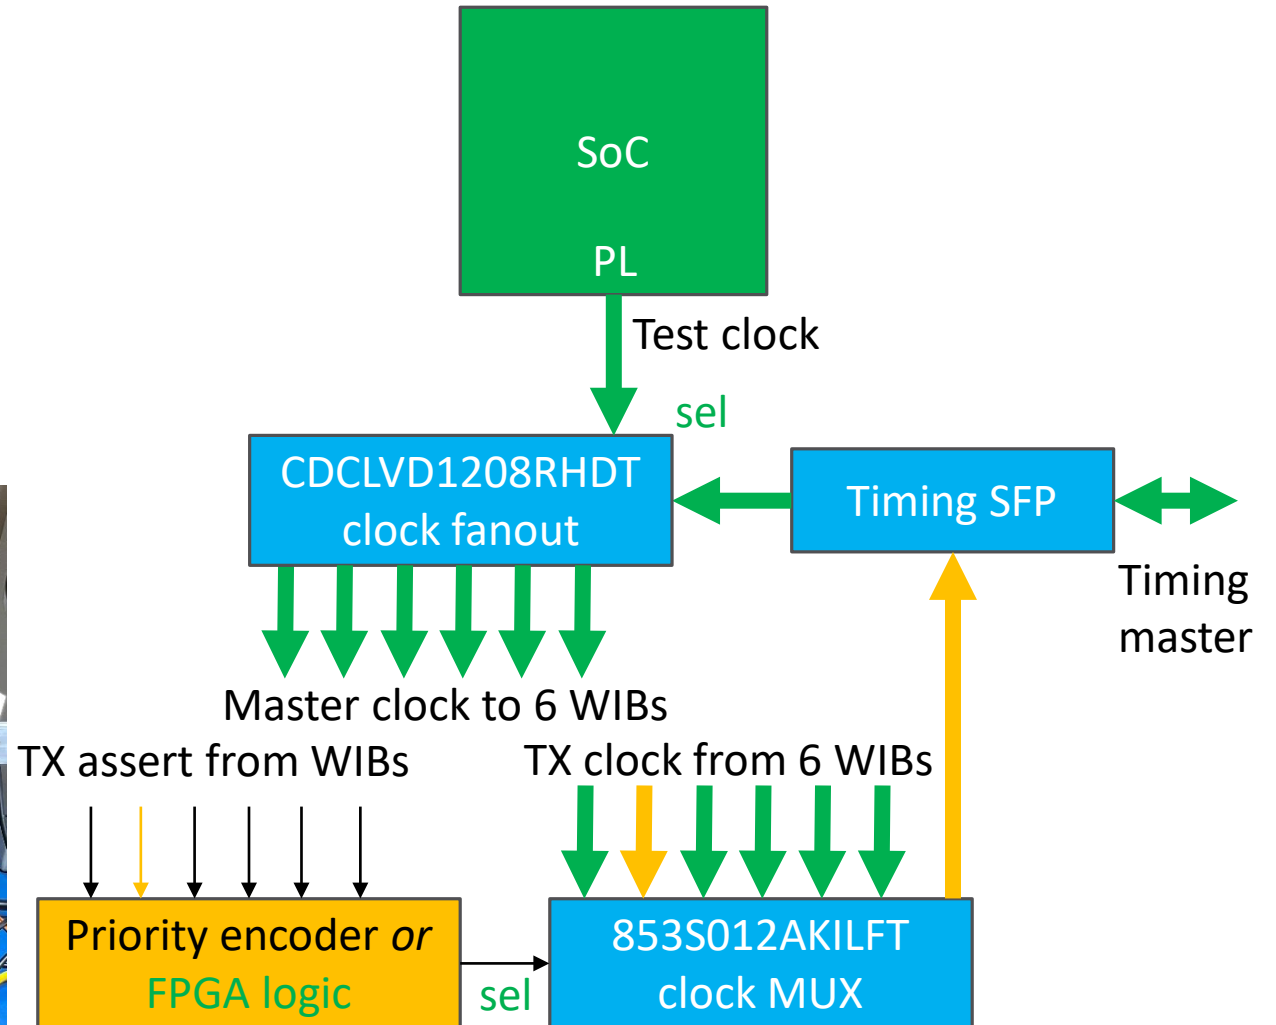 SoC
PL
Test clock
sel
CDCLVD1208RHDT
clock fanout
Timing SFP
Timing
master
Master clock to 6 WIBs
TX assert from WIBs
TX clock from 6 WIBs
Priority encoder or
FPGA logic
sel
853S012AKILFT
clock MUX